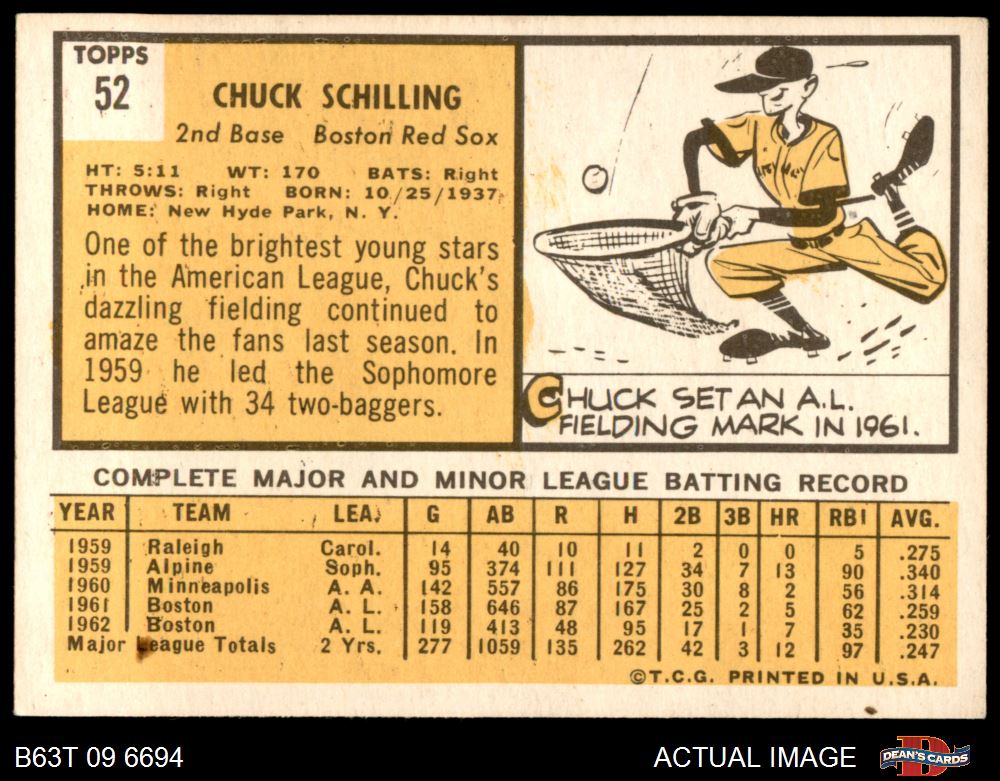 TOPPS
52
CHUCK SCHILLING
2nd Base Boston Red Sox
HT: 5:11 WT: 170 BATS: Right
THROWS: Right BORN: 10/25/1937
HOME: New Hyde Park, N. Y.
One of the brightest young stars
in the American League, Chuck's
dazzling fielding continued to
amaze the fans last season. In
1959 he led the Sophomore
League with 34 two-baggers.
CHUCK SET AN A.L.
FIELDING MARK IN 1961.
COMPLETE MAJOR AND MINOR LEAGUE BATTING RECORD
YEAR TEAM LEA. G AB R H 2B 3B HR RBI AVG.
1959 Raleigh Carol. 14 40 10 11 2 0 0 5 .275
1959 Alpine Soph. 95 374 111 127 34 7 13 90 .340
1960 Minneapolis A. A. 142 557 86 175 30 8 2 56 .314
1961 Boston A. L. 158 646 87 167 25 2 5 62 .259
1962 Boston A. L. 119 413 48 95 17 1 7 35 .230
Major League Totals 2 Yrs. 277 1059 135 262 42 3 12 97 .247
©T.C.G. PRINTED IN U.S.A.
B63T 09 6694
ACTUAL IMAGE
DEAN'S CARDS